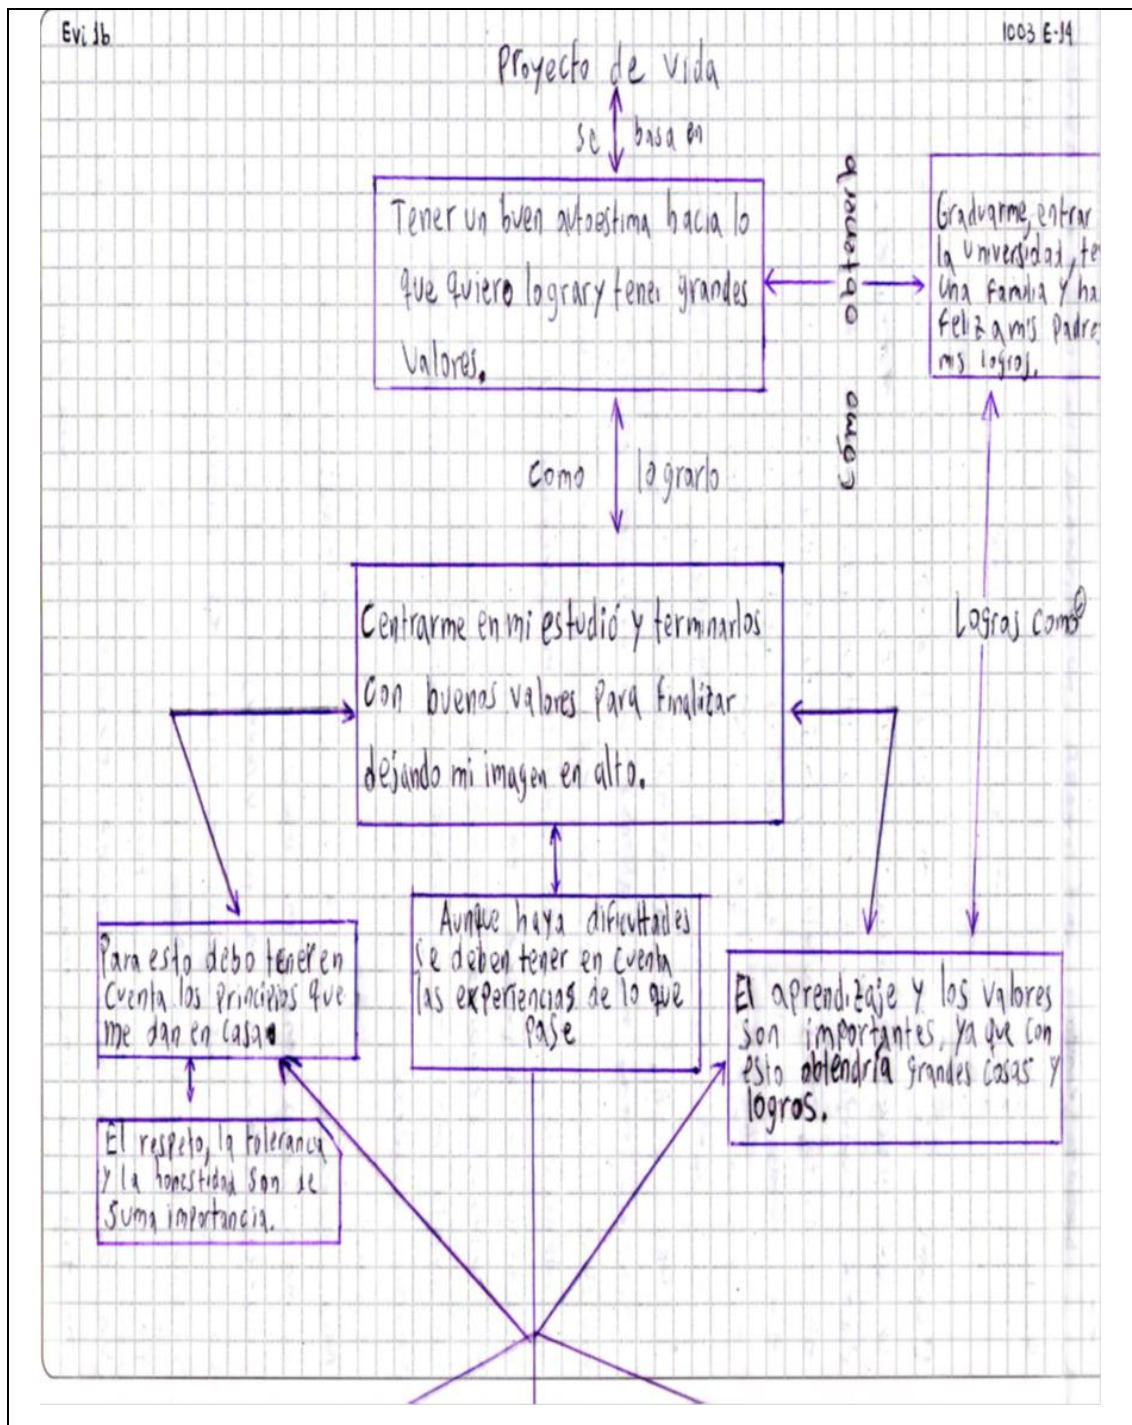 Evi 1b
1003 E-14
Proyecto de vida
se basa en
Tener un buen autoestima hacia lo
que quiero lograr y tener grandes
valores.
como obtenerlo
Graduarme, entrar
la universidad, te
una familia y ha
feliz a mis padre
mis logros.
como lograrlo
Centrarme en mi estudió y terminarlos
con buenos valores para finalizar
dejando mi imagen en alto.
Logros como
Para esto debo tener en
cuenta los principios que
me dan en casa.
Aunque haya dificultades
se deben tener en cuenta
las experiencias de lo que
pase
El aprendizaje y los valores
son importantes, ya que con
esto obtendría grandes cosas y
logros.
El respeto, la tolerancia
y la honestidad son de
suma importancia.